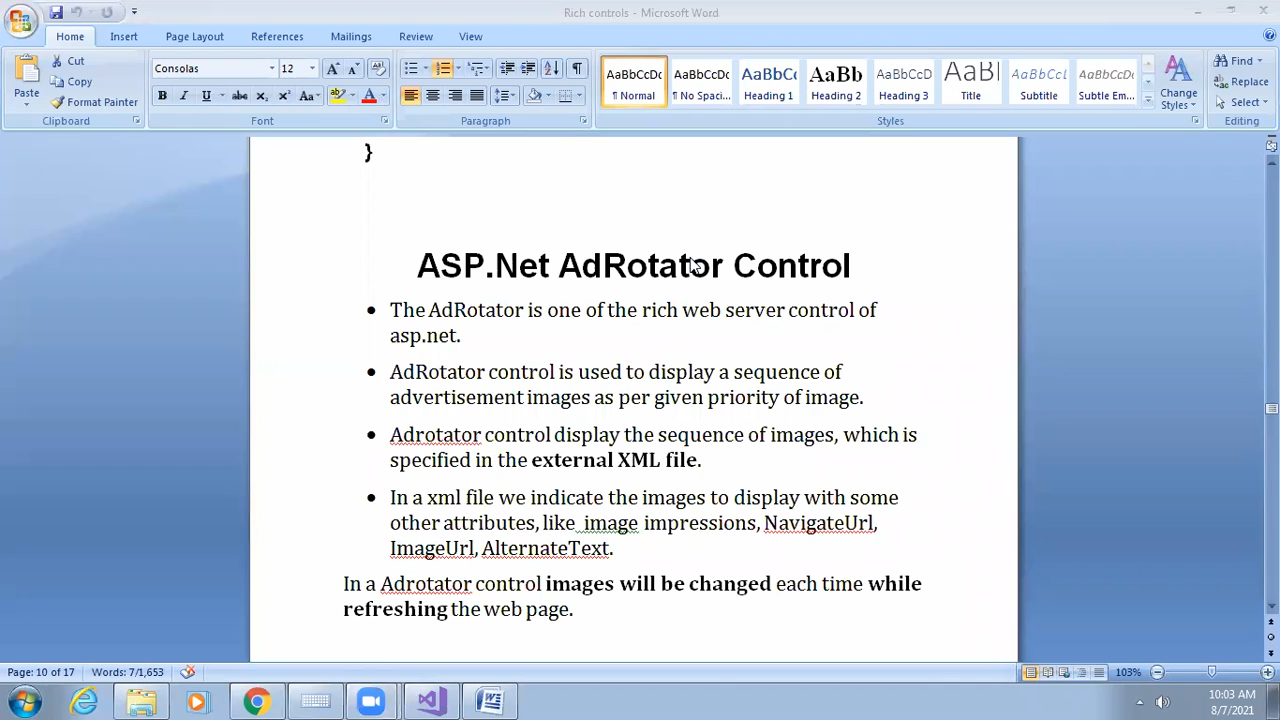 Rich controls - Microsoft Word
Home Insert Page Layout References Mailings Review View
Paste
Cut
Copy
Format Painter
Consolas 12
AaBbCcDc AaBbCcDc AaBbC AaBb AaBbCcD AaBl AaBbCcL AaBbCcDc
¶ Normal ¶ No Spaci... Heading 1 Heading 2 Heading 3 Title Subtitle Subtle Em...
Change
Styles
Find
Replace
Select
Clipboard Font Paragraph Styles Editing
}
ASP.Net AdRotator Control
• The AdRotator is one of the rich web server control of
asp.net.
• AdRotator control is used to display a sequence of
advertisement images as per given priority of image.
• Adrotator control display the sequence of images, which is
specified in the external XML file.
• In a xml file we indicate the images to display with some
other attributes, like image impressions, NavigateUrl,
ImageUrl, AlternateText.
In a Adrotator control images will be changed each time while
refreshing the web page.
Page: 10 of 17 Words: 7/1,653 103%
10:03 AM
8/7/2021